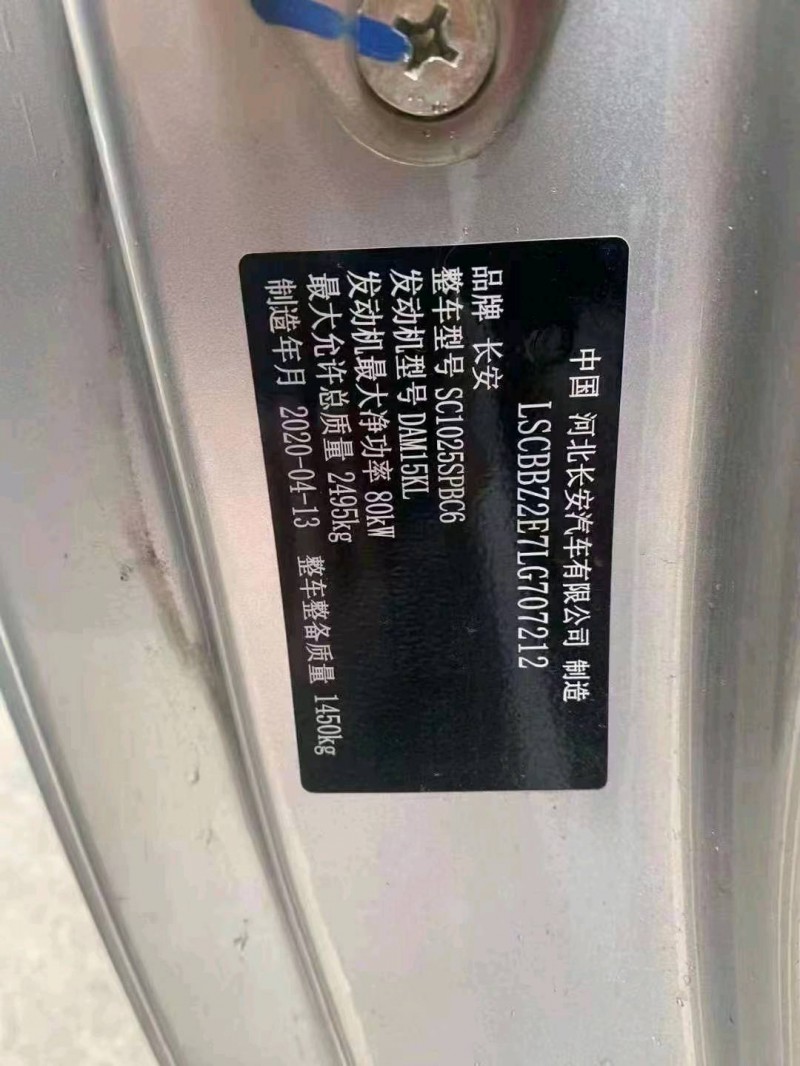 中国 河北长安汽车有限公司 制造
LSCBBZ2E7LG707212
品牌 长安
整车型号 SC1025SPBC6
发动机型号 DAM15KL
发动机最大净功率 80kW
最大允许总质量 2495kg
制造年月 2020-04-13 整车整备质量 1450kg